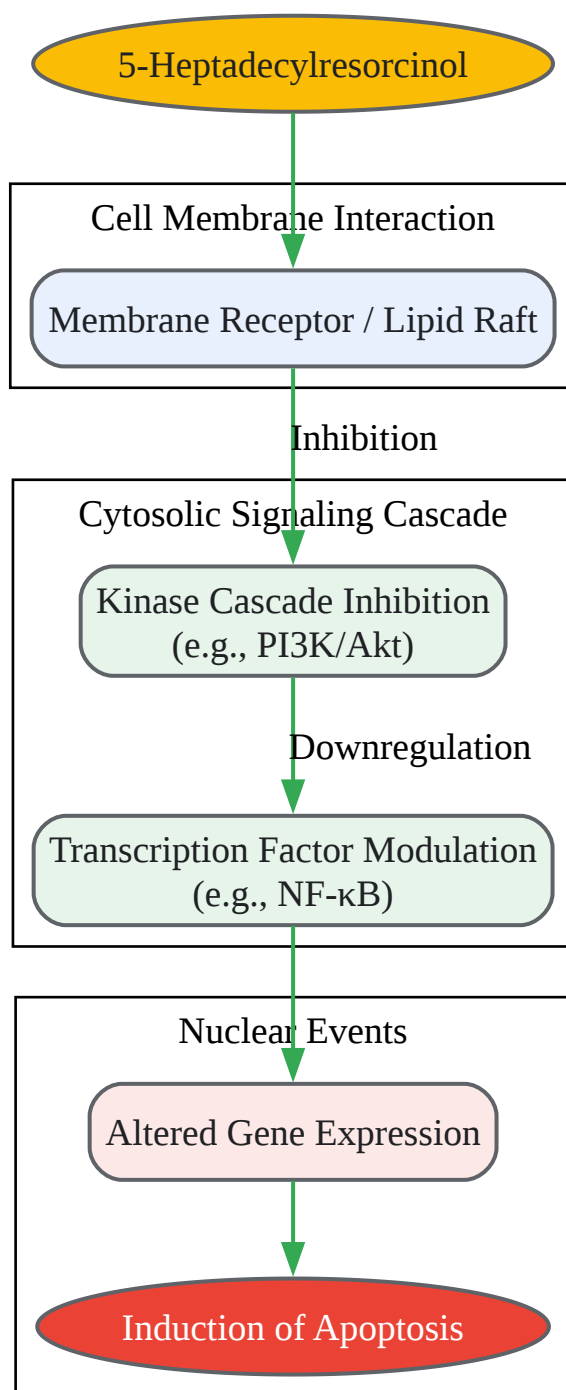 5-Heptadecylresorcinol
Cell Membrane Interaction
Membrane Receptor / Lipid Raft
Inhibition
Cytosolic Signaling Cascade
Kinase Cascade Inhibition
(e.g., PI3K/Akt)
Downregulation
Transcription Factor Modulation
(e.g., NF-κB)
Nuclear Events
Altered Gene Expression
Induction of Apoptosis